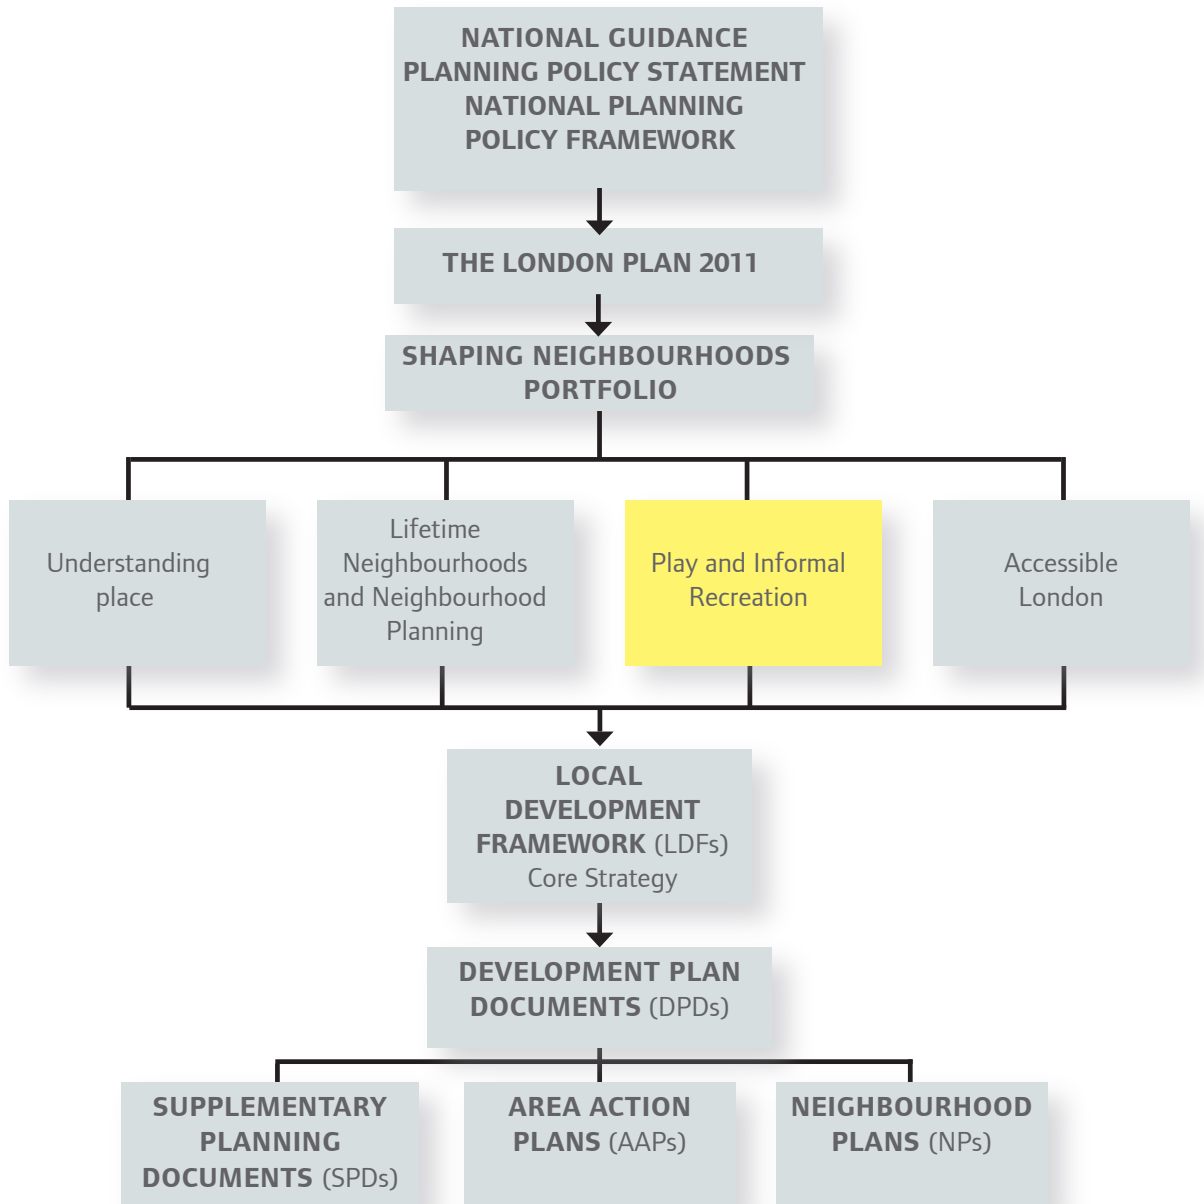 NATIONAL GUIDANCE
PLANNING POLICY STATEMENT
NATIONAL PLANNING
POLICY FRAMEWORK
THE LONDON PLAN 2011
SHAPING NEIGHBOURHOODS
PORTFOLIO
Understanding
place
Lifetime
Neighbourhoods
and Neighbourhood
Planning
Play and Informal
Recreation
Accessible
London
LOCAL
DEVELOPMENT
FRAMEWORK (LDFs)
Core Strategy
DEVELOPMENT PLAN
DOCUMENTS (DPDs)
SUPPLEMENTARY
PLANNING
DOCUMENTS (SPDs)
AREA ACTION
PLANS (AAPs)
NEIGHBOURHOOD
PLANS (NPs)